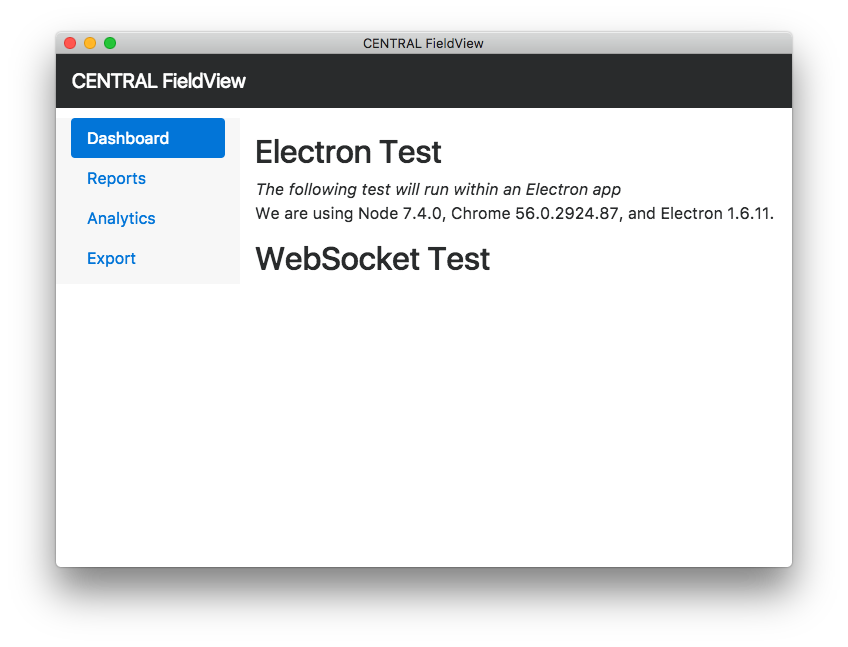 CENTRAL FieldView
CENTRAL FieldView
Dashboard
Reports
Analytics
Export
Electron Test
The following test will run within an Electron app
We are using Node 7.4.0, Chrome 56.0.2924.87, and Electron 1.6.11.
WebSocket Test